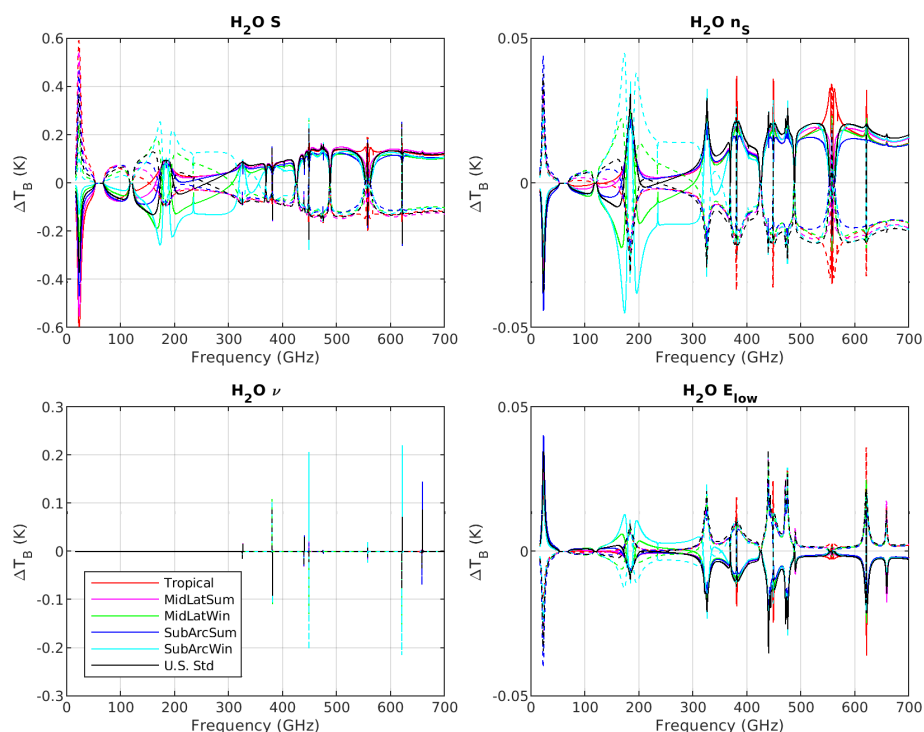 H2O S
0.6
0.4
0.2
0
-0.2
-0.4
-0.6
ΔTB (K)
0 100 200 300 400 500 600 700
Frequency (GHz)
H2O nS
0.05
0
-0.05
ΔTB (K)
0 100 200 300 400 500 600 700
Frequency (GHz)
H2O ν
0.3
0.2
0.1
0
-0.1
-0.2
-0.3
ΔTB (K)
Tropical
MidLatSum
MidLatWin
SubArcSum
SubArcWin
U.S. Std
0 100 200 300 400 500 600 700
Frequency (GHz)
H2O Elow
0.05
0
-0.05
ΔTB (K)
0 100 200 300 400 500 600 700
Frequency (GHz)